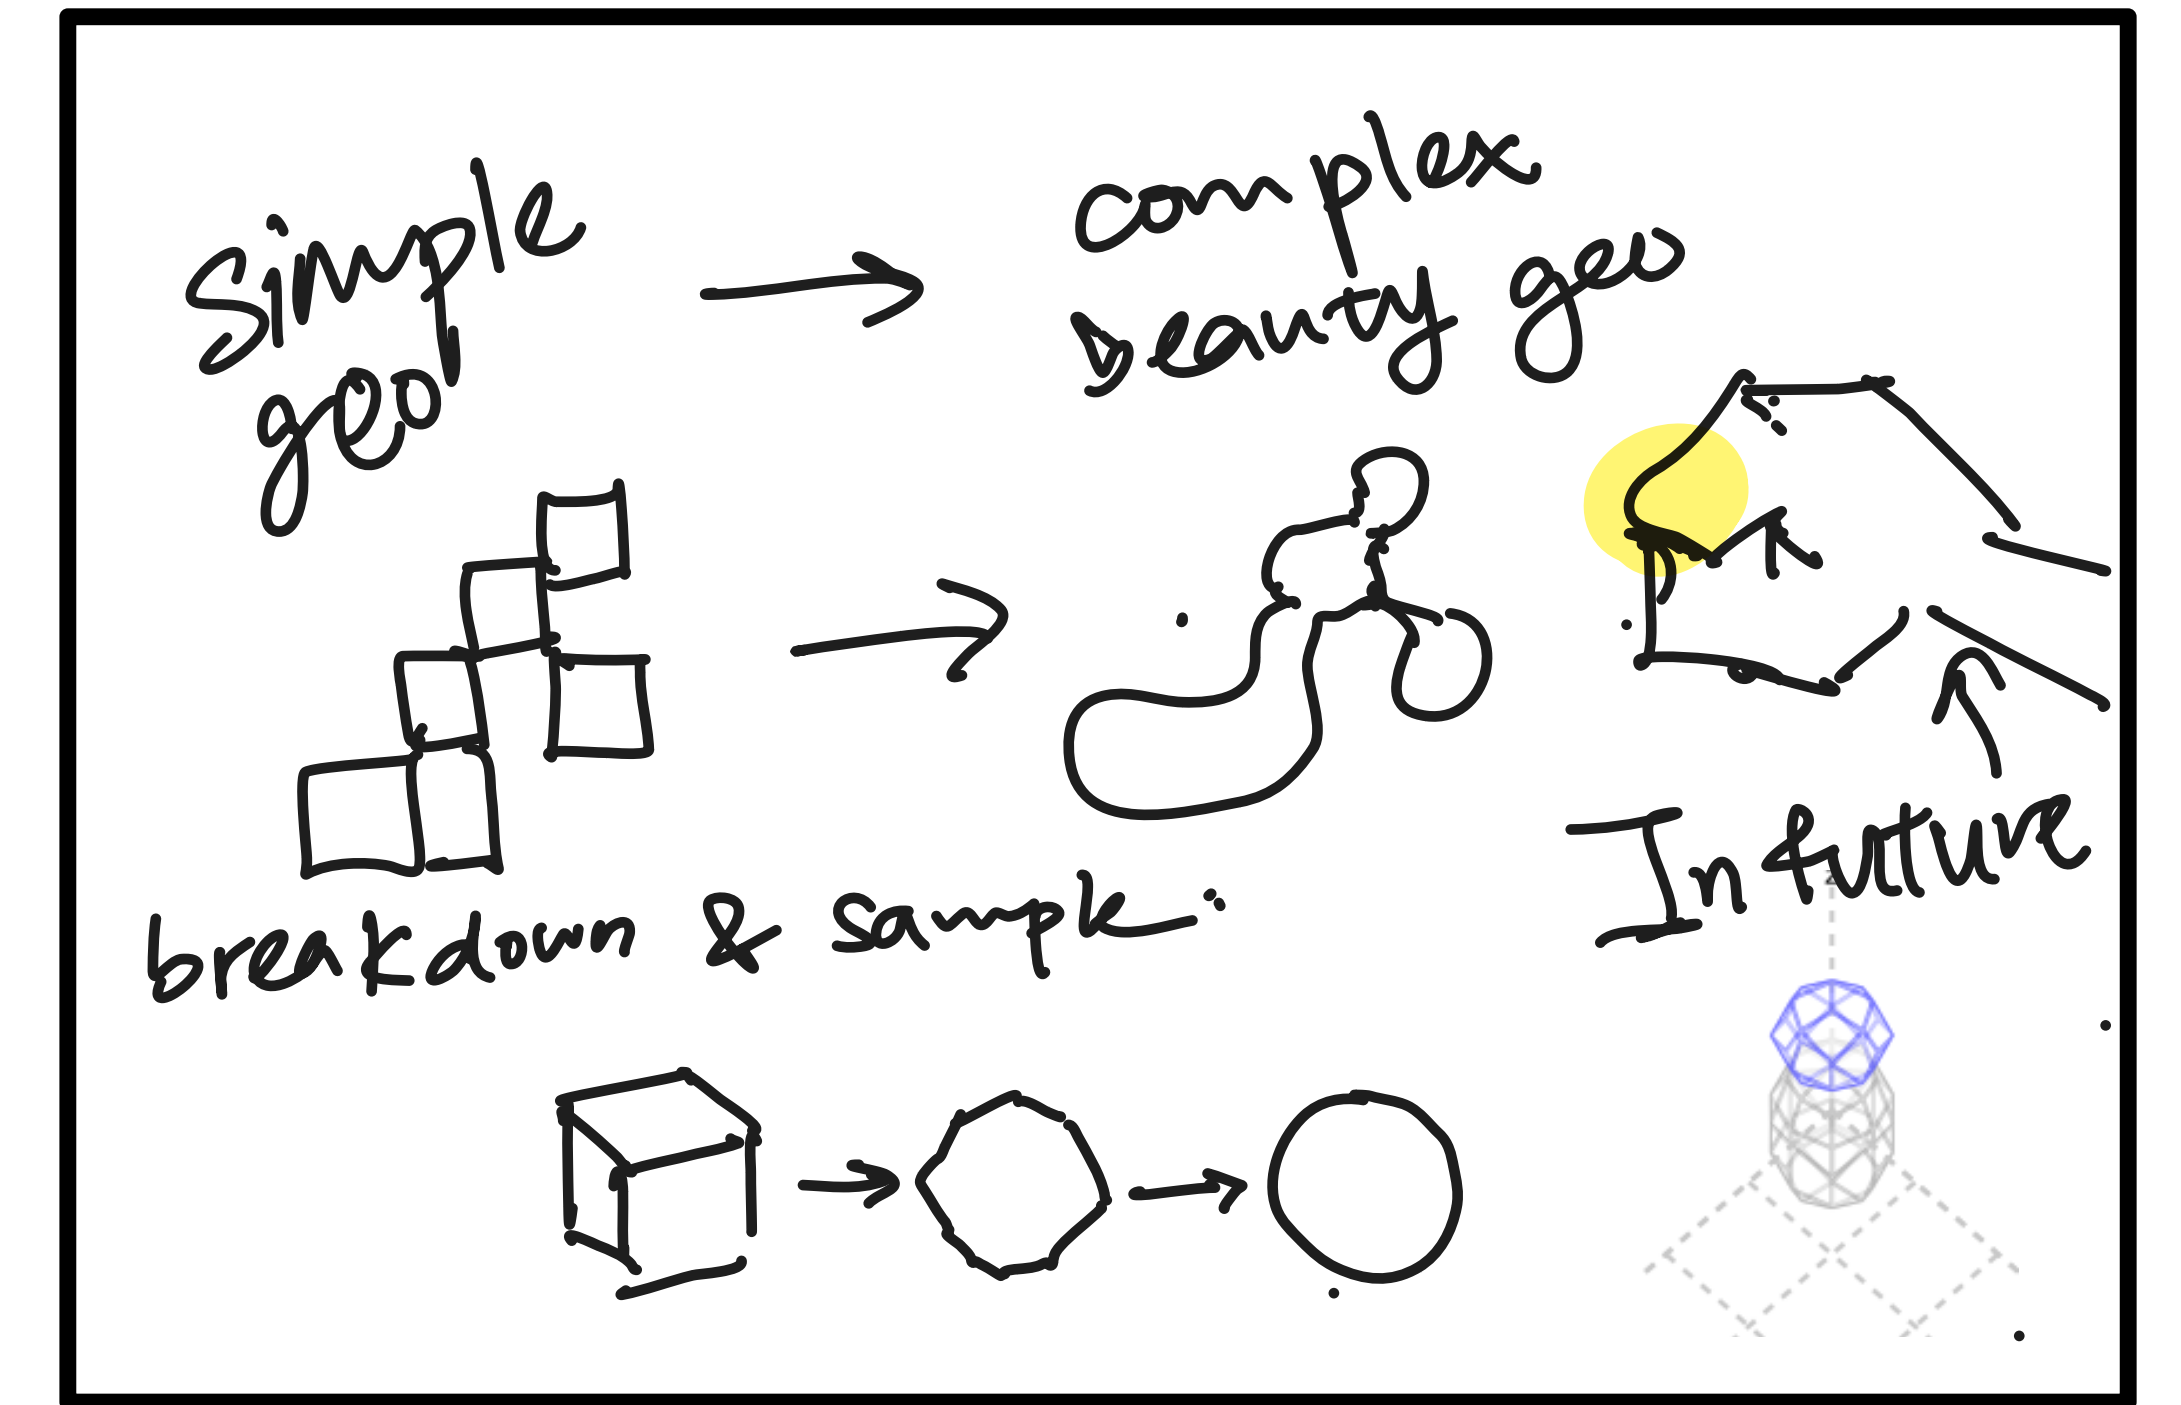 simple
geo
complex
beauty geo
breakdown & sample:
In future
z